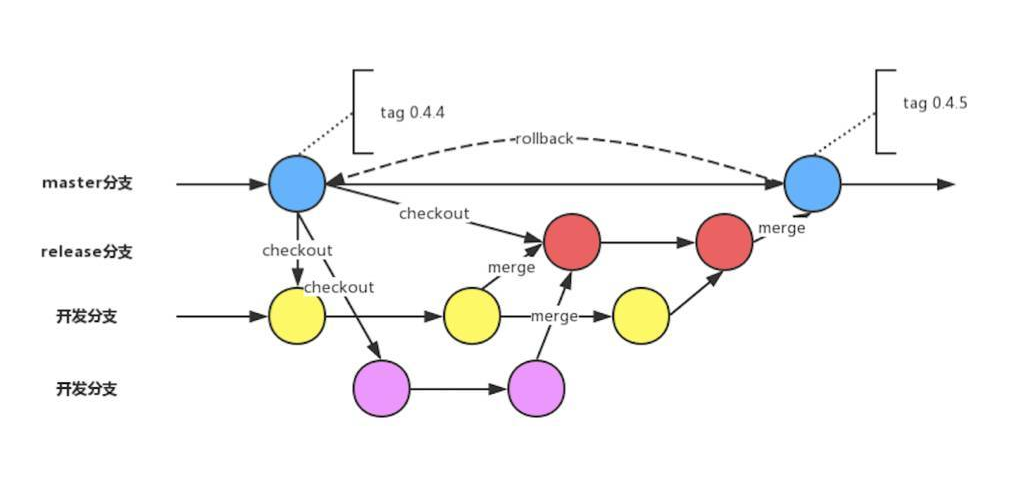 tag 0.4.4
tag 0.4.5
rollback
master分支
checkout
merge
release分支
checkout
merge
checkout
开发分支
merge
开发分支